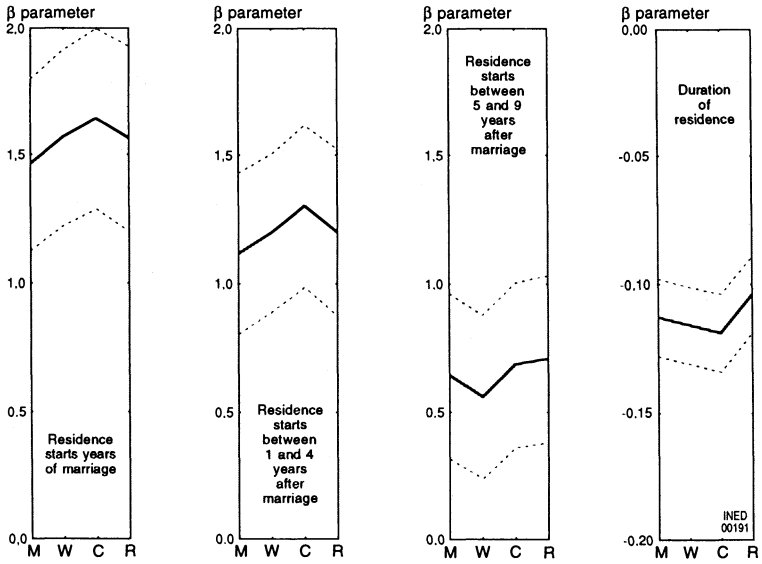 β parameter
2.0
1.5
1.0
0.5
0,0
Residence
starts years
of marriage
M W C R
β parameter
2.0
1.5
1.0
0.5
0.0
Residence
starts
between
1 and 4
years
after
marriage
M W C R
β parameter
2.0
1.5
1.0
0.5
0.0
Residence
starts
between
5 and 9
years
after
marriage
M W C R
β parameter
0.00
-0.05
-0.10
-0.15
-0.20
Duration
of
residence
INED
00191
M W C R